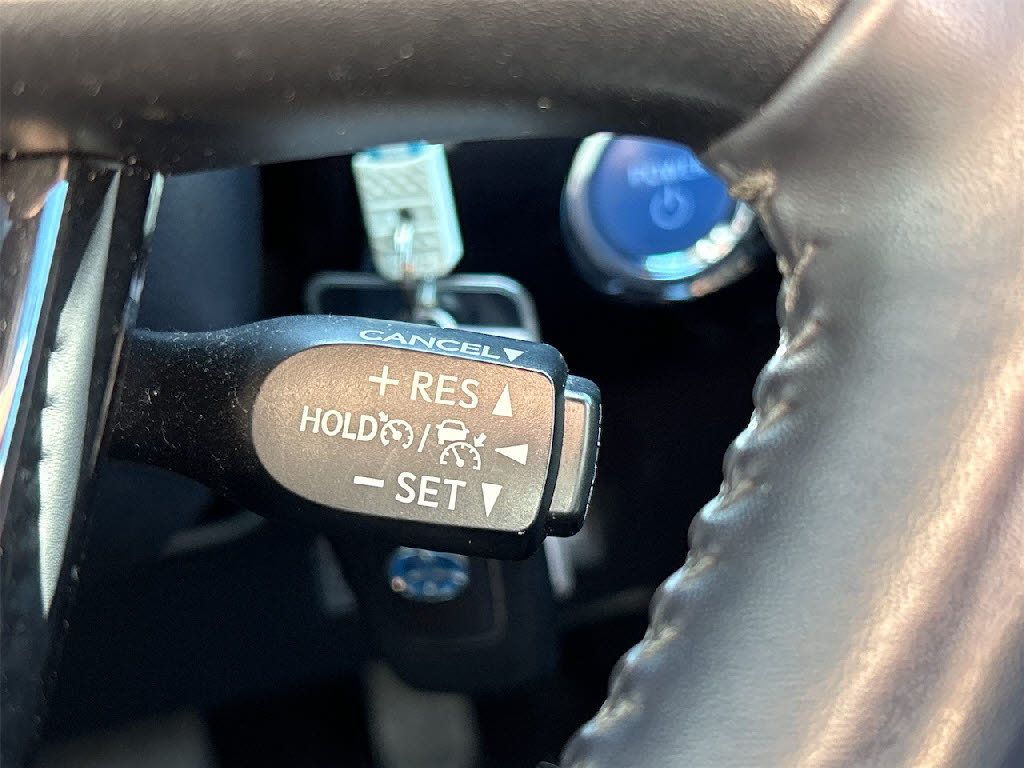 POWER
CANCEL▼
+ RES ▲
HOLD / ◀
− SET ▼